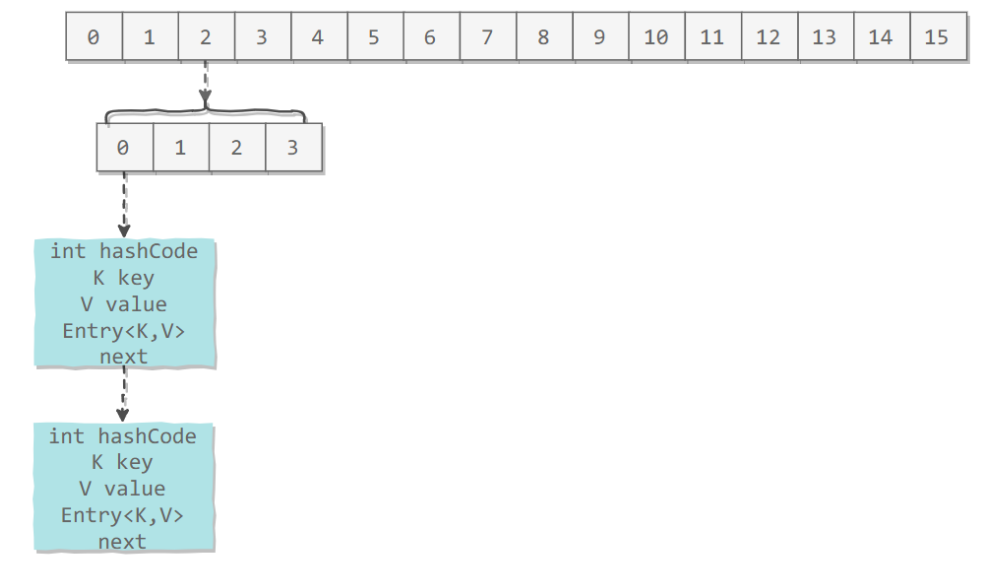 0 1 2 3 4 5 6 7 8 9 10 11 12 13 14 15
0 1 2 3
int hashCode
K key
V value
Entry<K,V>
next
int hashCode
K key
V value
Entry<K,V>
next